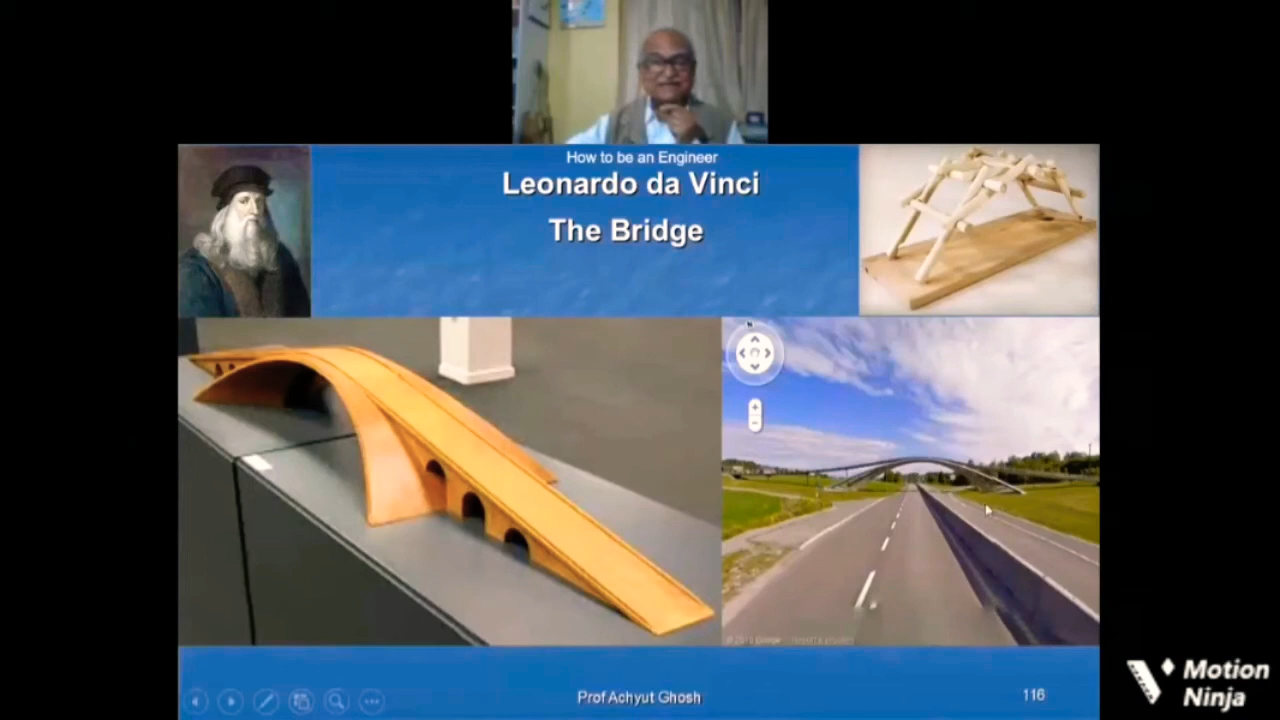 How to be an Engineer
Leonardo da Vinci
The Bridge
Prof Achyut Ghosh
116
Motion
Ninja